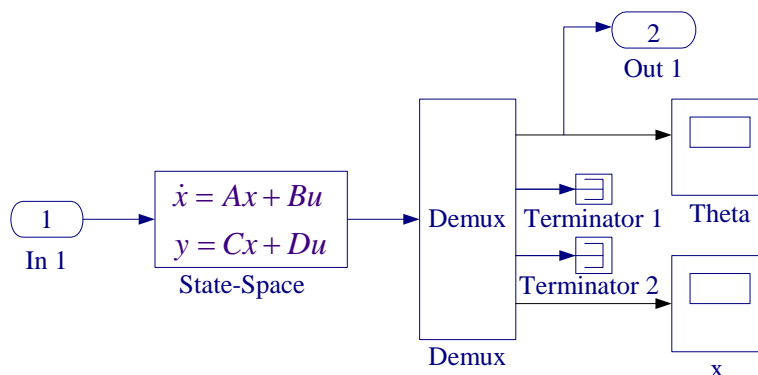 2
Out 1
Theta
1
In 1
ẋ = Ax + Bu
y = Cx + Du
State-Space
Demux
Demux
Terminator 1
Terminator 2
x